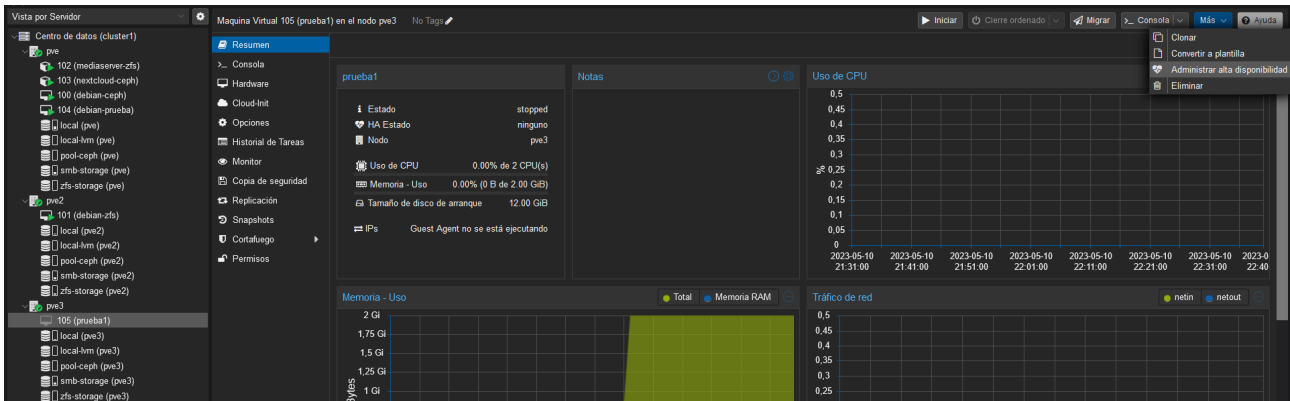 Vista por Servidor
Centro de datos (cluster1)
pve
102 (mediaserver-zfs)
103 (nextcloud-ceph)
100 (debian-ceph)
104 (debian-prueba)
local (pve)
local-lvm (pve)
pool-ceph (pve)
smb-storage (pve)
zfs-storage (pve)
pve2
101 (debian-zfs)
local (pve2)
local-lvm (pve2)
pool-ceph (pve2)
smb-storage (pve2)
zfs-storage (pve2)
pve3
105 (prueba1)
local (pve3)
local-lvm (pve3)
pool-ceph (pve3)
smb-storage (pve3)
zfs-storage (pve3)
Maquina Virtual 105 (prueba1) en el nodo pve3 No Tags
Iniciar Cierre ordenado Migrar Consola Más Ayuda
Clonar
Convertir a plantilla
Administrar alta disponibilidad
Eliminar
Resumen
Consola
Hardware
Cloud-Init
Opciones
Historial de Tareas
Monitor
Copia de seguridad
Replicación
Snapshots
Cortafuego
Permisos
prueba1
Estado stopped
HA Estado ninguno
Nodo pve3
Uso de CPU 0.00% de 2 CPU(s)
Memoria - Uso 0.00% (0 B de 2.00 GiB)
Tamaño de disco de arranque 12.00 GiB
IPs Guest Agent no se está ejecutando
Notas
Uso de CPU
0,5
0,45
0,4
0,35
0,3
% 0,25
0,2
0,15
0,1
0,05
0
2023-05-10 2023-05-10 2023-05-10 2023-05-10 2023-05-10 2023-05-10 2023-05-10 2023-0
21:31:00 21:41:00 21:51:00 22:01:00 22:11:00 22:21:00 22:31:00 22:40
Memoria - Uso
Total Memoria RAM
2 Gi
1,75 Gi
1,5 Gi
1,25 Gi
1 Gi
Bytes
Tráfico de red
netin netout
0,5
0,45
0,4
0,35
0,3
0,25